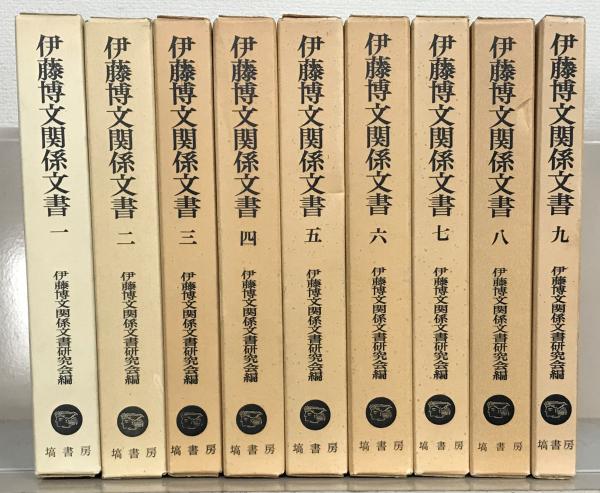 伊藤博文関係文書 一
伊藤博文関係文書研究会編
塙書房
伊藤博文関係文書 二
伊藤博文関係文書研究会編
塙書房
伊藤博文関係文書 三
伊藤博文関係文書研究会編
塙書房
伊藤博文関係文書 四
伊藤博文関係文書研究会編
塙書房
伊藤博文関係文書 五
伊藤博文関係文書研究会編
塙書房
伊藤博文関係文書 六
伊藤博文関係文書研究会編
塙書房
伊藤博文関係文書 七
伊藤博文関係文書研究会編
塙書房
伊藤博文関係文書 八
伊藤博文関係文書研究会編
塙書房
伊藤博文関係文書 九
伊藤博文関係文書研究会編
塙書房